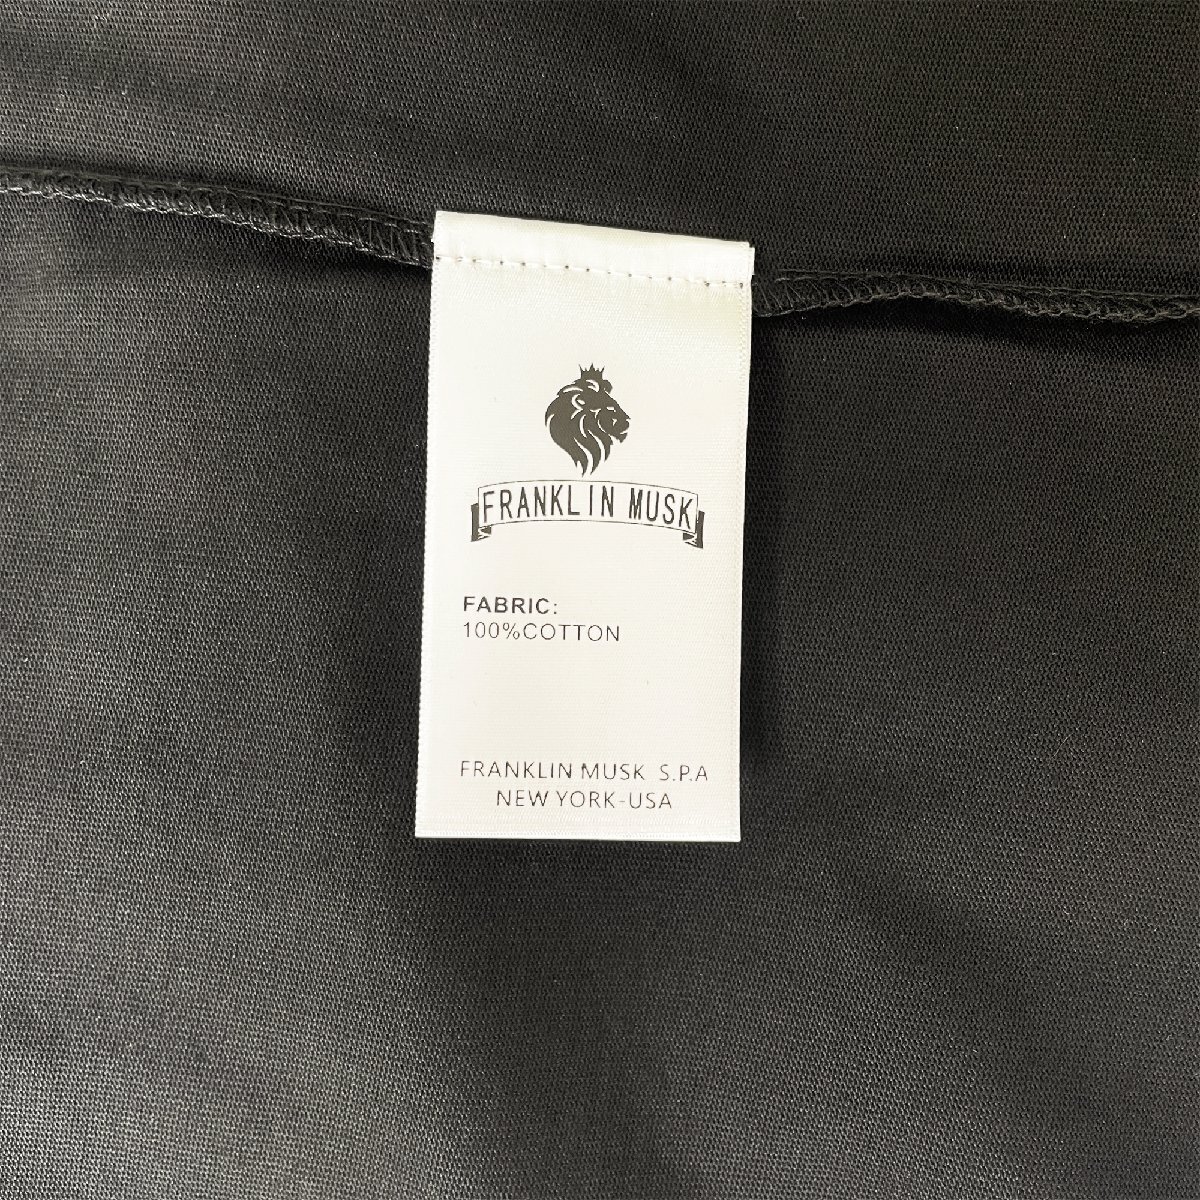 FRANKLIN MUSK
FABRIC:
100%COTTON
FRANKLIN MUSK S.P.A
NEW YORK-USA